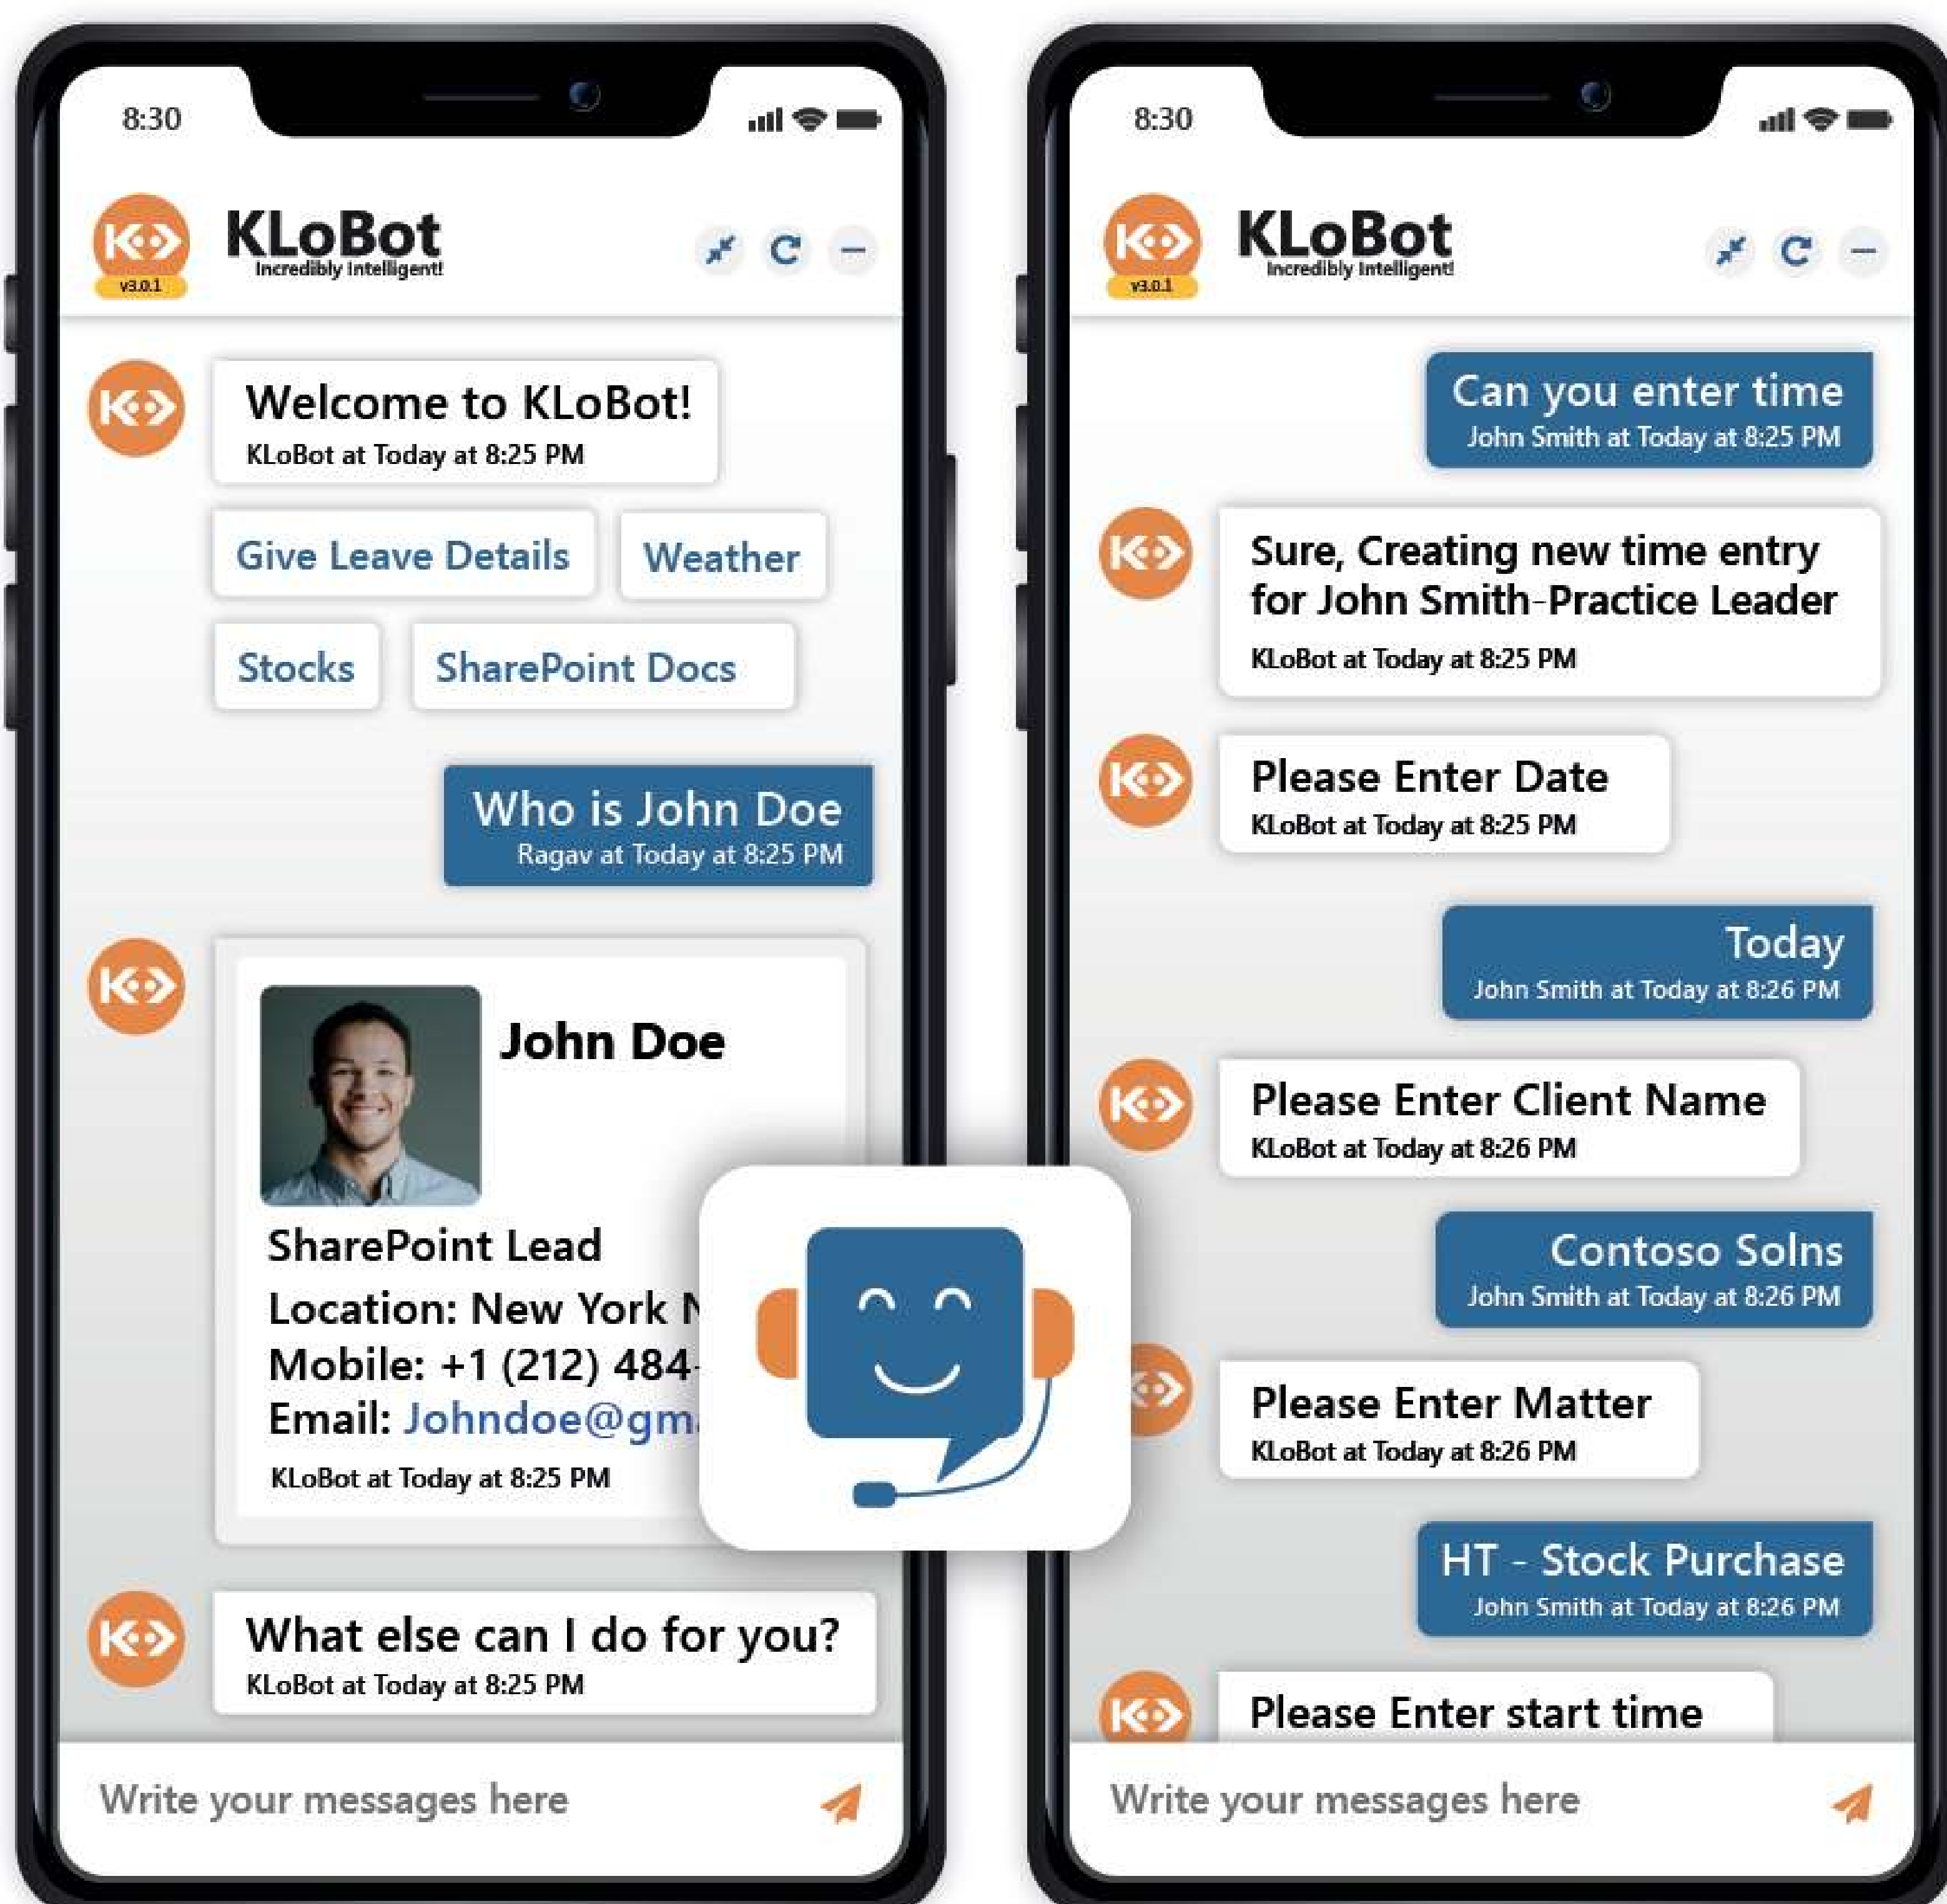 8:30
KLoBot
Incredibly Intelligent!
v3.0.1
Welcome to KLoBot!
KLoBot at Today at 8:25 PM
Give Leave Details
Weather
Stocks
SharePoint Docs
Who is John Doe
Ragav at Today at 8:25 PM
John Doe
SharePoint Lead
Location: New York
Mobile: +1 (212) 484-
Email: Johndoe@gm
KLoBot at Today at 8:25 PM
What else can I do for you?
KLoBot at Today at 8:25 PM
Write your messages here
8:30
KLoBot
Incredibly Intelligent!
v3.0.1
Can you enter time
John Smith at Today at 8:25 PM
Sure, Creating new time entry
for John Smith-Practice Leader
KLoBot at Today at 8:25 PM
Please Enter Date
KLoBot at Today at 8:25 PM
Today
John Smith at Today at 8:26 PM
Please Enter Client Name
KLoBot at Today at 8:26 PM
Contoso Solns
John Smith at Today at 8:26 PM
Please Enter Matter
KLoBot at Today at 8:26 PM
HT - Stock Purchase
John Smith at Today at 8:26 PM
Please Enter start time
Write your messages here